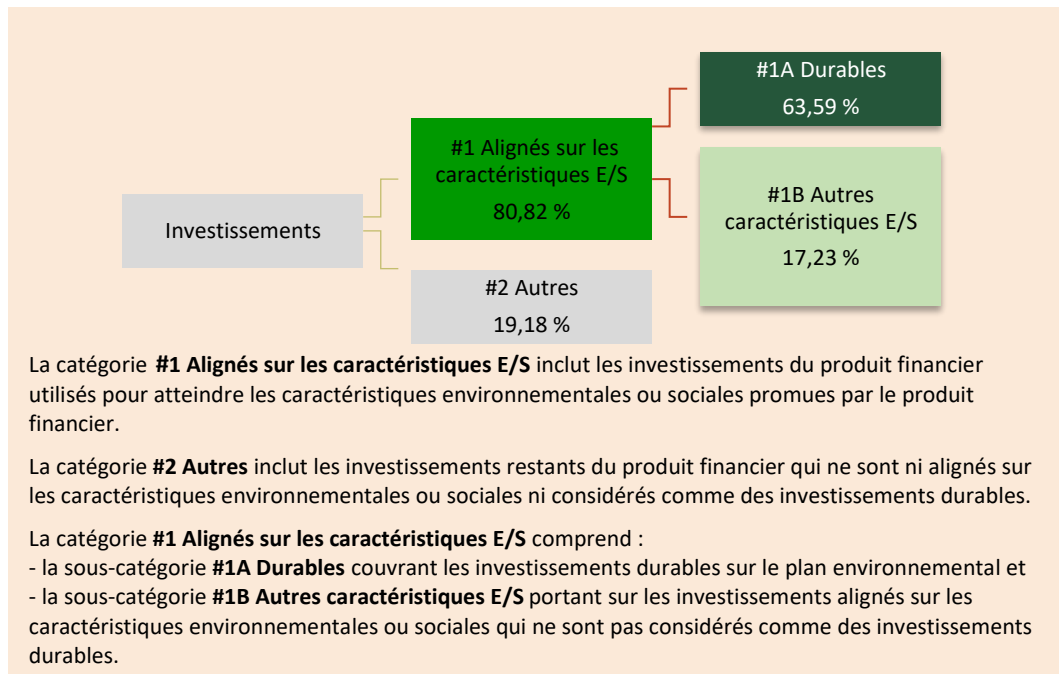 #1A Durables
63,59 %
#1 Alignés sur les
caractéristiques E/S
80,82 %
#1B Autres
caractéristiques E/S
17,23 %
Investissements
#2 Autres
19,18 %
La catégorie #1 Alignés sur les caractéristiques E/S inclut les investissements du produit financier
utilisés pour atteindre les caractéristiques environnementales ou sociales promues par le produit
financier.
La catégorie #2 Autres inclut les investissements restants du produit financier qui ne sont ni alignés sur
les caractéristiques environnementales ou sociales ni considérés comme des investissements durables.
La catégorie #1 Alignés sur les caractéristiques E/S comprend :
- la sous-catégorie #1A Durables couvrant les investissements durables sur le plan environnemental et
- la sous-catégorie #1B Autres caractéristiques E/S portant sur les investissements alignés sur les
caractéristiques environnementales ou sociales qui ne sont pas considérés comme des investissements
durables.